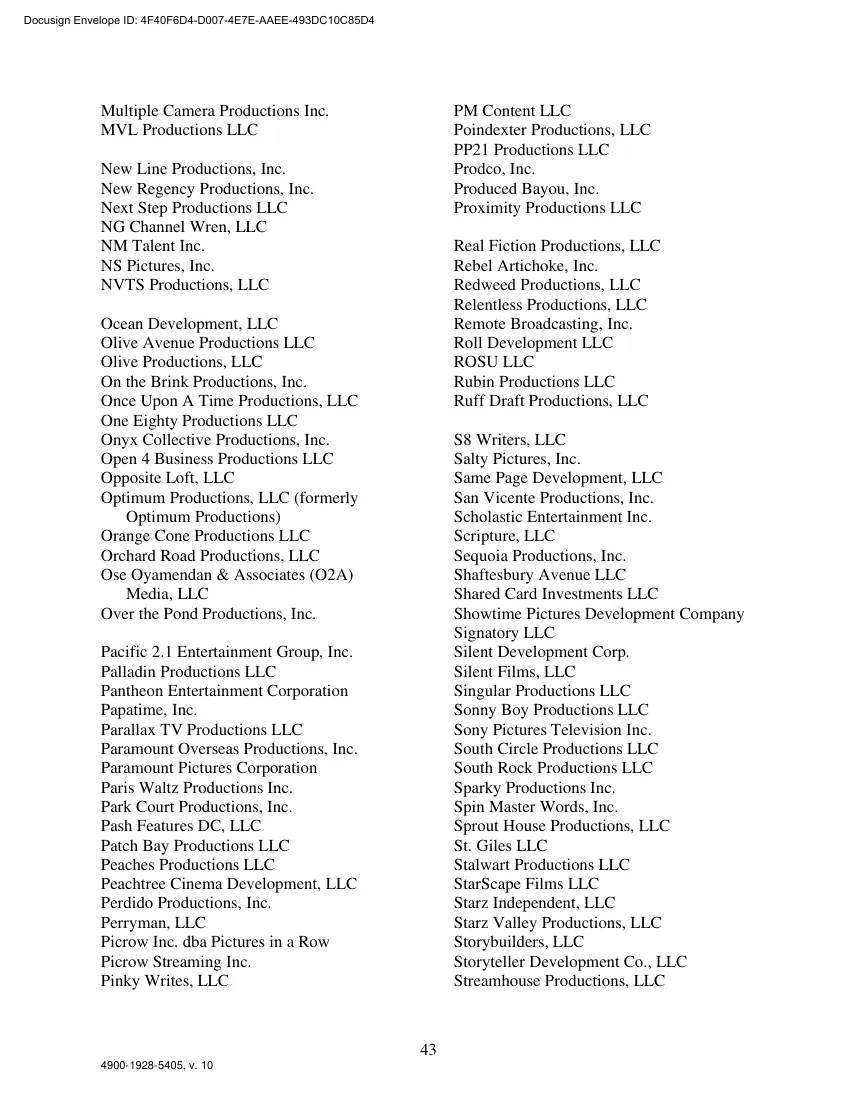 Docusign Envelope ID: 4F40F6D4-D007-4E7E-AAEE-493DC10C85D4
Multiple Camera Productions Inc.
MVL Productions LLC
New Line Productions, Inc.
New Regency Productions, Inc.
Next Step Productions LLC
NG Channel Wren, LLC
NM Talent Inc.
NS Pictures, Inc.
NVTS Productions, LLC
Ocean Development, LLC
Olive Avenue Productions LLC
Olive Productions, LLC
On the Brink Productions, Inc.
Once Upon A Time Productions, LLC
One Eighty Productions LLC
Onyx Collective Productions, Inc.
Open 4 Business Productions LLC
Opposite Loft, LLC
Optimum Productions, LLC (formerly
Optimum Productions)
Orange Cone Productions LLC
Orchard Road Productions, LLC
Ose Oyamendan & Associates (O2A)
Media, LLC
Over the Pond Productions, Inc.
Pacific 2.1 Entertainment Group, Inc.
Palladin Productions LLC
Pantheon Entertainment Corporation
Papatime, Inc.
Parallax TV Productions LLC
Paramount Overseas Productions, Inc.
Paramount Pictures Corporation
Paris Waltz Productions Inc.
Park Court Productions, Inc.
Pash Features DC, LLC
Patch Bay Productions LLC
Peaches Productions LLC
Peachtree Cinema Development, LLC
Perdido Productions, Inc.
Perryman, LLC
Picrow Inc. dba Pictures in a Row
Picrow Streaming Inc.
Pinky Writes, LLC
PM Content LLC
Poindexter Productions, LLC
PP21 Productions LLC
Prodco, Inc.
Produced Bayou, Inc.
Proximity Productions LLC
Real Fiction Productions, LLC
Rebel Artichoke, Inc.
Redweed Productions, LLC
Relentless Productions, LLC
Remote Broadcasting, Inc.
Roll Development LLC
ROSU LLC
Rubin Productions LLC
Ruff Draft Productions, LLC
S8 Writers, LLC
Salty Pictures, Inc.
Same Page Development, LLC
San Vicente Productions, Inc.
Scholastic Entertainment Inc.
Scripture, LLC
Sequoia Productions, Inc.
Shaftesbury Avenue LLC
Shared Card Investments LLC
Showtime Pictures Development Company
Signatory LLC
Silent Development Corp.
Silent Films, LLC
Singular Productions LLC
Sonny Boy Productions LLC
Sony Pictures Television Inc.
South Circle Productions LLC
South Rock Productions LLC
Sparky Productions Inc.
Spin Master Words, Inc.
Sprout House Productions, LLC
St. Giles LLC
Stalwart Productions LLC
StarScape Films LLC
Starz Independent, LLC
Starz Valley Productions, LLC
Storybuilders, LLC
Storyteller Development Co., LLC
Streamhouse Productions, LLC
43
4900-1928-5405, v. 10